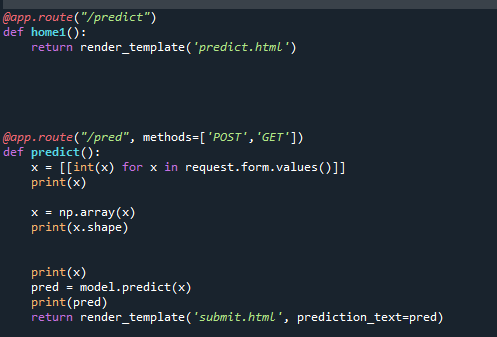 @app.route("/predict")
def home1():
    return render_template('predict.html')
@app.route("/pred", methods=['POST','GET'])
def predict():
    x = [[int(x) for x in request.form.values()]]
    print(x)
    x = np.array(x)
    print(x.shape)
    print(x)
    pred = model.predict(x)
    print(pred)
    return render_template('submit.html', prediction_text=pred)